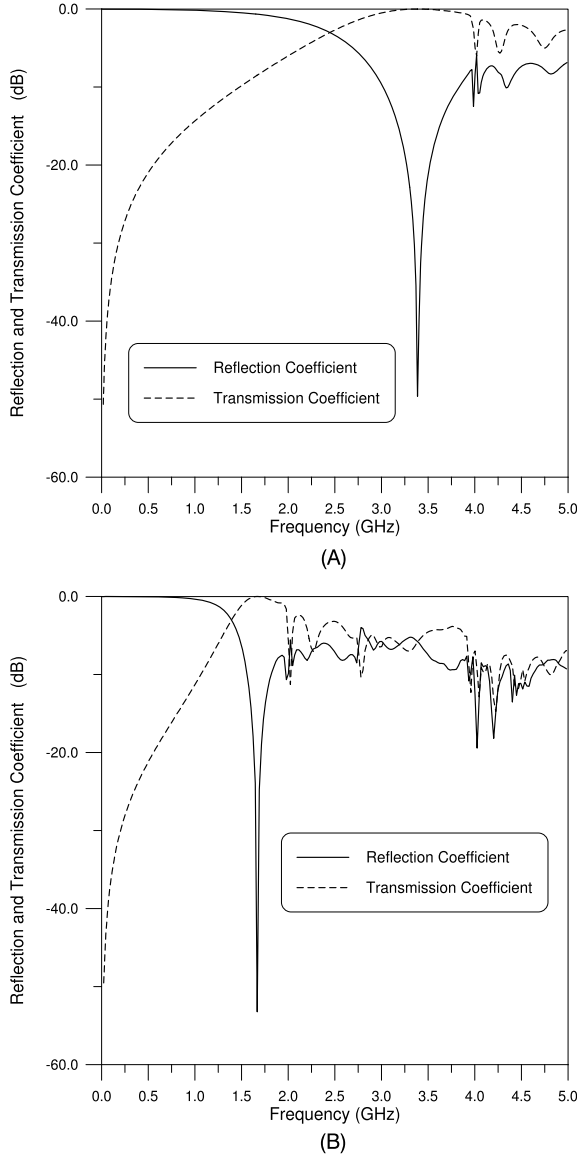 0.0
-20.0
-40.0
-60.0
Reflection and Transmission Coefficient (dB)
Reflection Coefficient
Transmission Coefficient
0.0 0.5 1.0 1.5 2.0 2.5 3.0 3.5 4.0 4.5 5.0
Frequency (GHz)
(A)
0.0
-20.0
-40.0
-60.0
Reflection and Transmission Coefficient (dB)
Reflection Coefficient
Transmission Coefficient
0.0 0.5 1.0 1.5 2.0 2.5 3.0 3.5 4.0 4.5 5.0
Frequency (GHz)
(B)